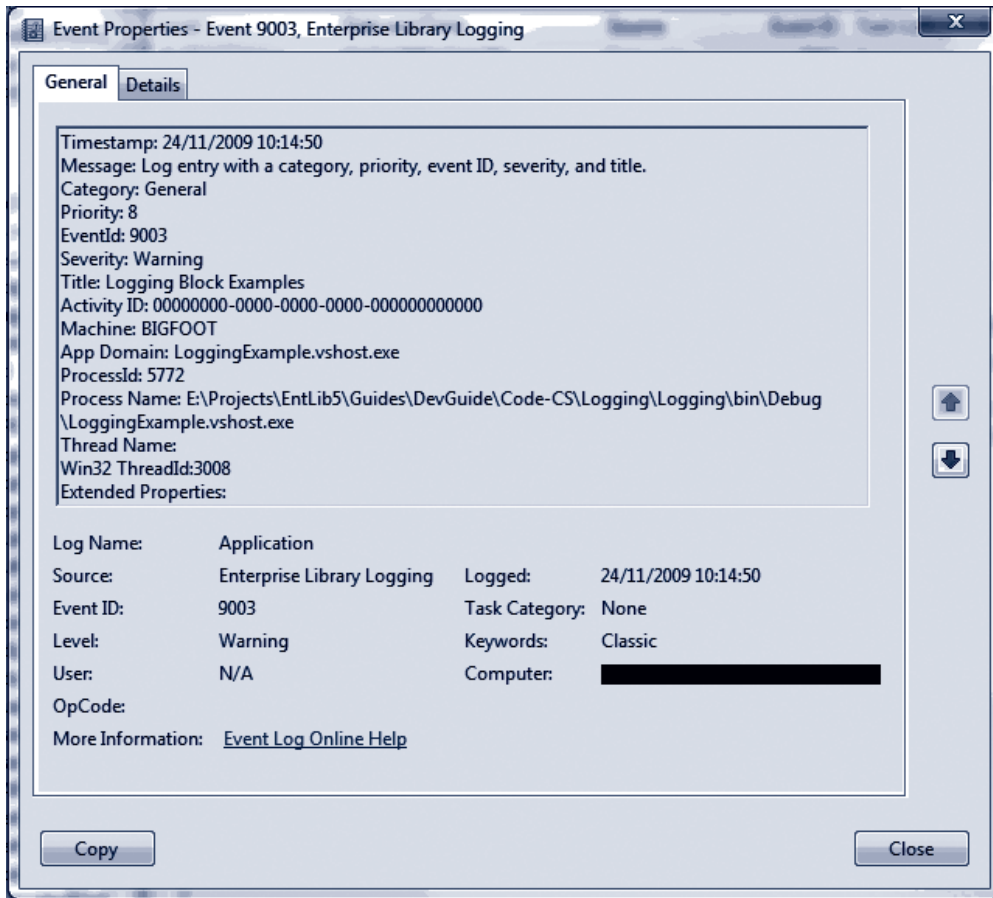 Event Properties - Event 9003, Enterprise Library Logging
General
Details
Timestamp: 24/11/2009 10:14:50
Message: Log entry with a category, priority, event ID, severity, and title.
Category: General
Priority: 8
EventId: 9003
Severity: Warning
Title: Logging Block Examples
Activity ID: 00000000-0000-0000-0000-000000000000
Machine: BIGFOOT
App Domain: LoggingExample.vshost.exe
ProcessId: 5772
Process Name: E:\Projects\EntLib5\Guides\DevGuide\Code-CS\Logging\Logging\bin\Debug
\LoggingExample.vshost.exe
Thread Name:
Win32 ThreadId:3008
Extended Properties:
Log Name: Application
Source: Enterprise Library Logging Logged: 24/11/2009 10:14:50
Event ID: 9003 Task Category: None
Level: Warning Keywords: Classic
User: N/A Computer:
OpCode:
More Information: Event Log Online Help
Copy Close